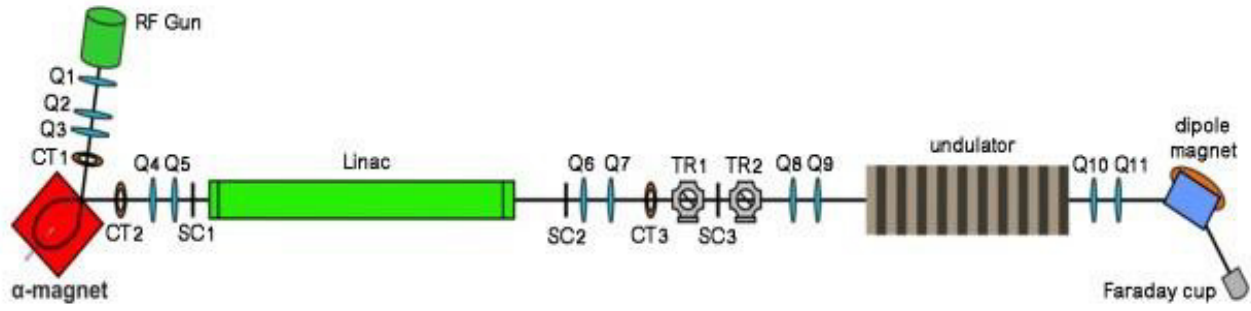 RF Gun
Q1
Q2
Q3
CT1
α-magnet
CT2
Q4 Q5
SC1
Linac
SC2
Q6 Q7
CT3
TR1 TR2
SC3
Q8 Q9
undulator
Q10 Q11
dipole
magnet
Faraday cup